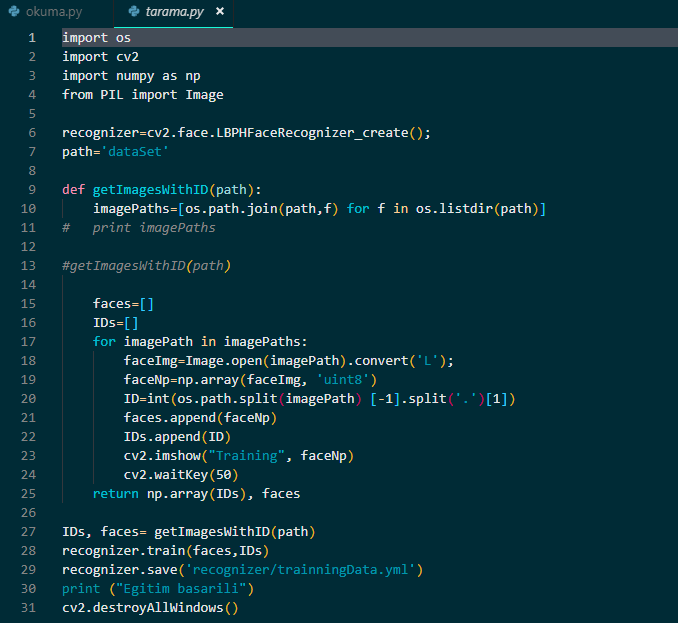 okuma.py tarama.py ×
1 import os
2 import cv2
3 import numpy as np
4 from PIL import Image
5
6 recognizer=cv2.face.LBPHFaceRecognizer_create();
7 path='dataSet'
8
9 def getImagesWithID(path):
10     imagePaths=[os.path.join(path,f) for f in os.listdir(path)]
11 #   print imagePaths
12
13 #getImagesWithID(path)
14
15     faces=[]
16     IDs=[]
17     for imagePath in imagePaths:
18         faceImg=Image.open(imagePath).convert('L');
19         faceNp=np.array(faceImg, 'uint8')
20         ID=int(os.path.split(imagePath) [-1].split('.')[1])
21         faces.append(faceNp)
22         IDs.append(ID)
23         cv2.imshow("Training", faceNp)
24         cv2.waitKey(50)
25     return np.array(IDs), faces
26
27 IDs, faces= getImagesWithID(path)
28 recognizer.train(faces,IDs)
29 recognizer.save('recognizer/trainningData.yml')
30 print ("Egitim basarili")
31 cv2.destroyAllWindows()